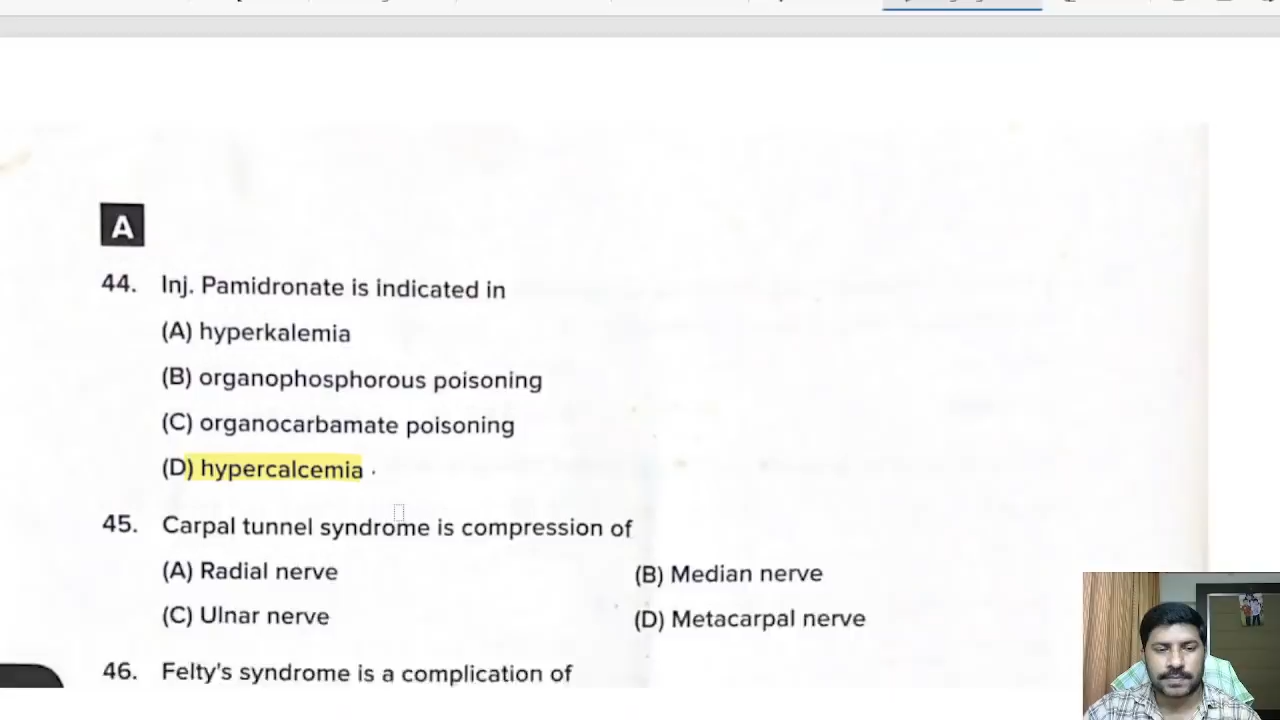 A
44. Inj. Pamidronate is indicated in
(A) hyperkalemia
(B) organophosphorous poisoning
(C) organocarbamate poisoning
(D) hypercalcemia .
45. Carpal tunnel syndrome is compression of
(A) Radial nerve (B) Median nerve
(C) Ulnar nerve (D) Metacarpal nerve
46. Felty's syndrome is a complication of